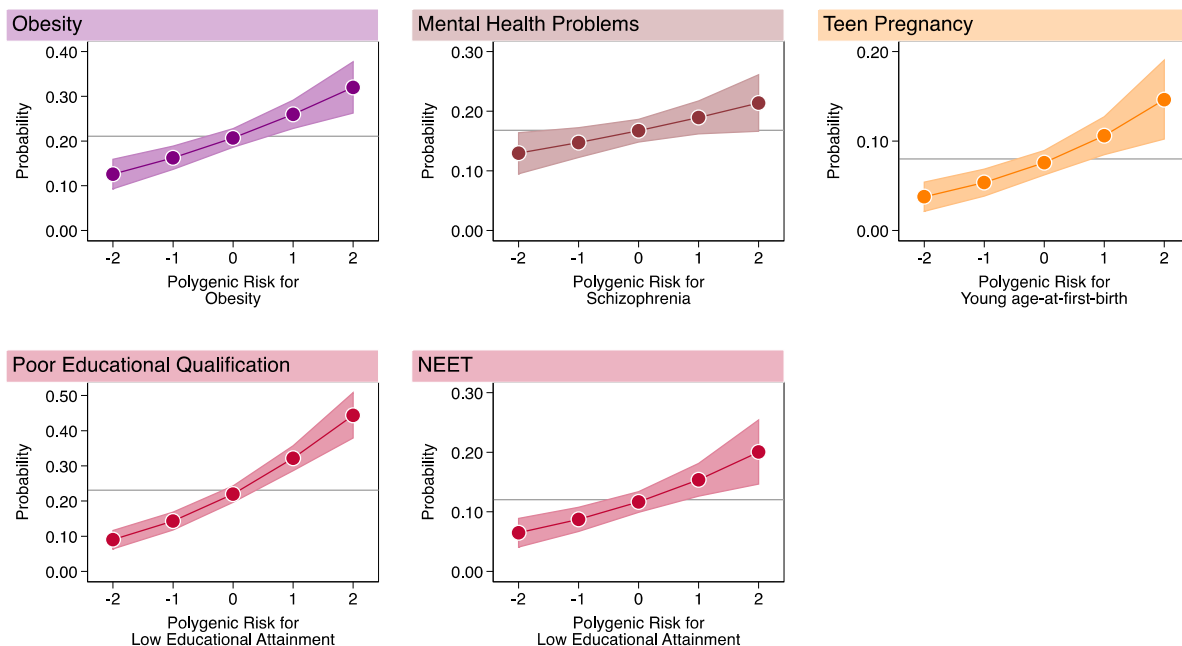 Obesity
0.40
0.30
0.20
0.10
0.00
Probability
-2 -1 0 1 2
Polygenic Risk for
Obesity
Mental Health Problems
0.30
0.20
0.10
0.00
Probability
-2 -1 0 1 2
Polygenic Risk for
Schizophrenia
Teen Pregnancy
0.20
0.10
0.00
Probability
-2 -1 0 1 2
Polygenic Risk for
Young age-at-first-birth
Poor Educational Qualification
0.50
0.40
0.30
0.20
0.10
0.00
Probability
-2 -1 0 1 2
Polygenic Risk for
Low Educational Attainment
NEET
0.30
0.20
0.10
0.00
Probability
-2 -1 0 1 2
Polygenic Risk for
Low Educational Attainment